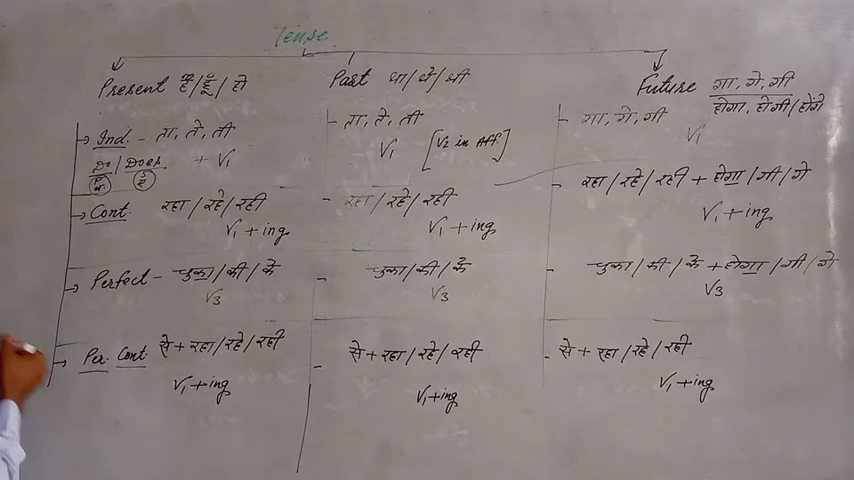 Tense
Present है/हूँ/हो
Past था/थे/थी
Future गा, गे, गी
होगा, होगी/होंगे
Ind. - ता, ते, ती
Do/Does + V1
- ता, ते, ती
V1 [V2 in Aff.]
- गा, गे, गी
V1
Cont. रहा/रहे/रही
V1+ing
- रहा/रहे/रही
V1+ing
- रहा/रहे/रही + होगा/गी/गे
V1+ing
Perfect - चुका/की/के
V3
- चुका/की/के
V3
- चुका/की/के + होगा/गी/गे
V3
Per. Cont. से + रहा/रहे/रही
V1+ing
- से + रहा/रहे/रही
V1+ing
- से + रहा/रहे/रही
V1+ing